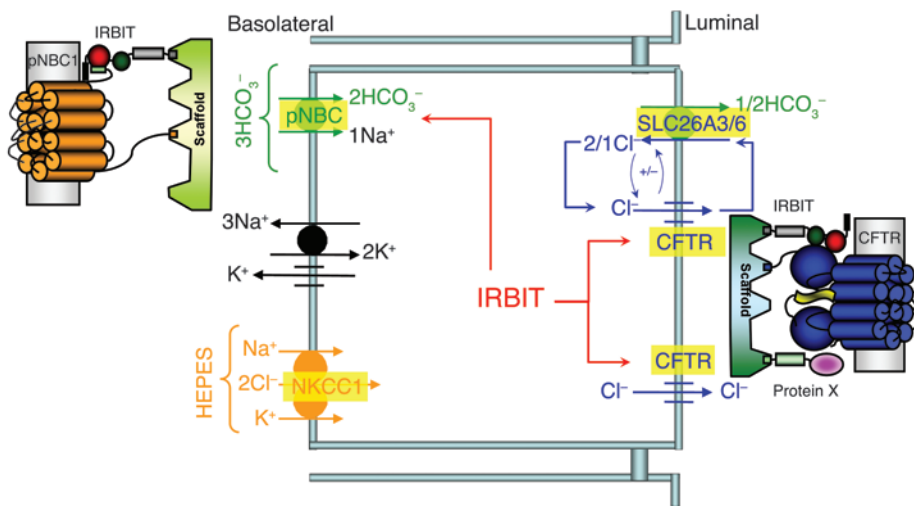 IRBIT
pNBC1
Scaffold
Basolateral
Luminal
3HCO₃⁻
2HCO₃⁻
pNBC
1Na⁺
1/2HCO₃⁻
SLC26A3/6
2/1Cl⁻
+/−
Cl⁻
CFTR
3Na⁺
2K⁺
K⁺
IRBIT
IRBIT
CFTR
Scaffold
Protein X
HEPES
Na⁺
2Cl⁻
NKCC1
K⁺
CFTR
Cl⁻
Cl⁻